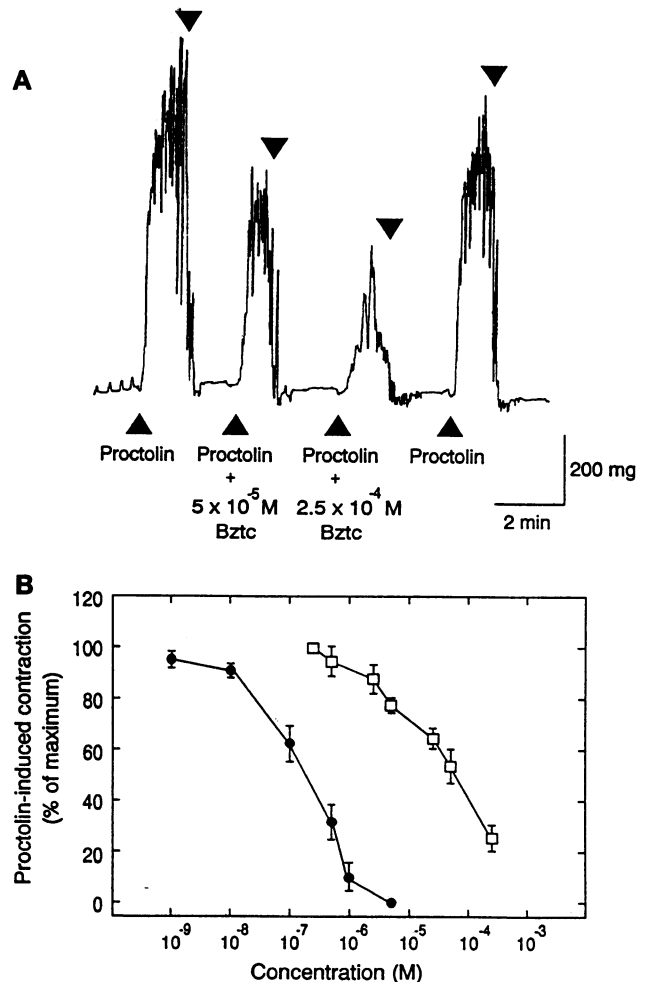 A
Proctolin Proctolin Proctolin Proctolin
+ +
5 x 10⁻⁵M 2.5 x 10⁻⁴ M
Bztc Bztc
200 mg
2 min
B
Proctolin-induced contraction
(% of maximum)
120
100
80
60
40
20
0
10⁻⁹ 10⁻⁸ 10⁻⁷ 10⁻⁶ 10⁻⁵ 10⁻⁴ 10⁻³
Concentration (M)